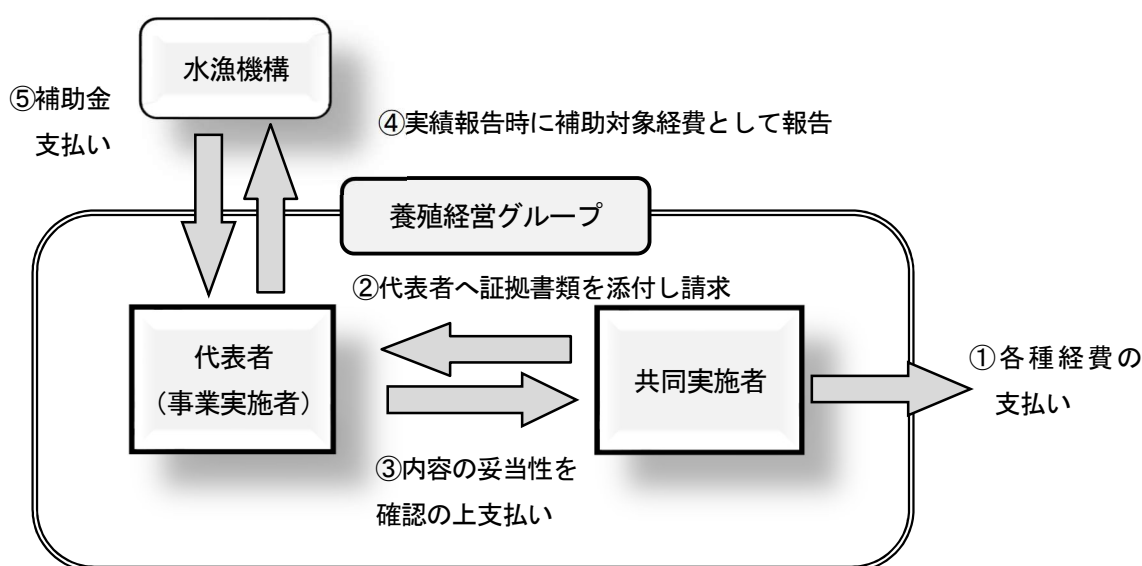 水漁機構
⑤補助金
支払い
④実績報告時に補助対象経費として報告
養殖経営グループ
②代表者へ証拠書類を添付し請求
代表者
（事業実施者）
共同実施者
①各種経費の
支払い
③内容の妥当性を
確認の上支払い